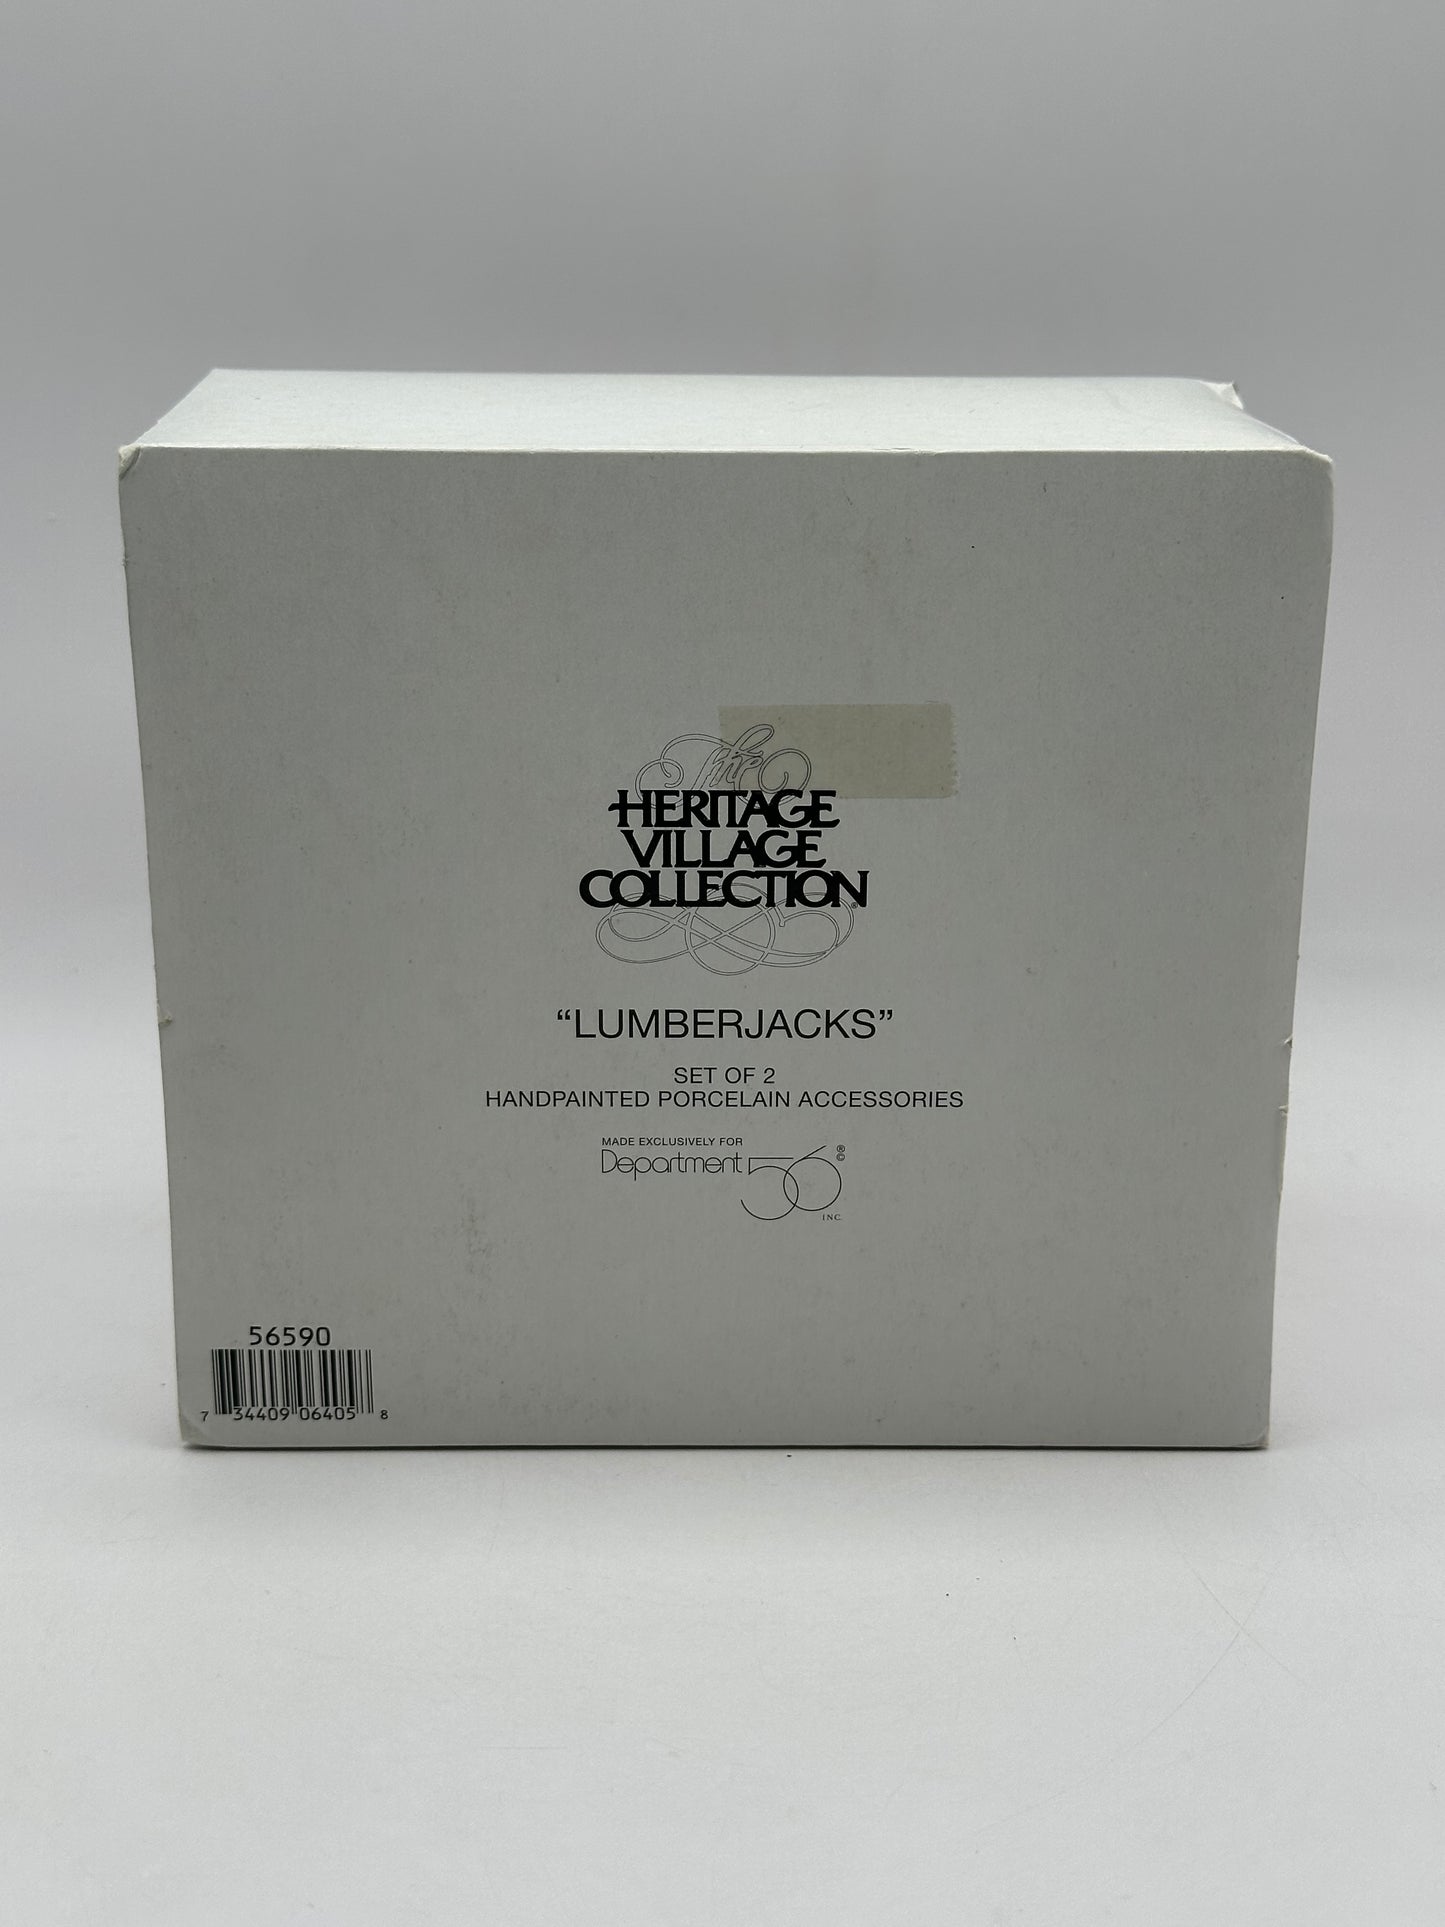 The
HERITAGE
VILLAGE
COLLECTION®
“LUMBERJACKS”
SET OF 2
HANDPAINTED PORCELAIN ACCESSORIES
MADE EXCLUSIVELY FOR
Department 56 ®©
INC.
56590
7 34409 06405 8